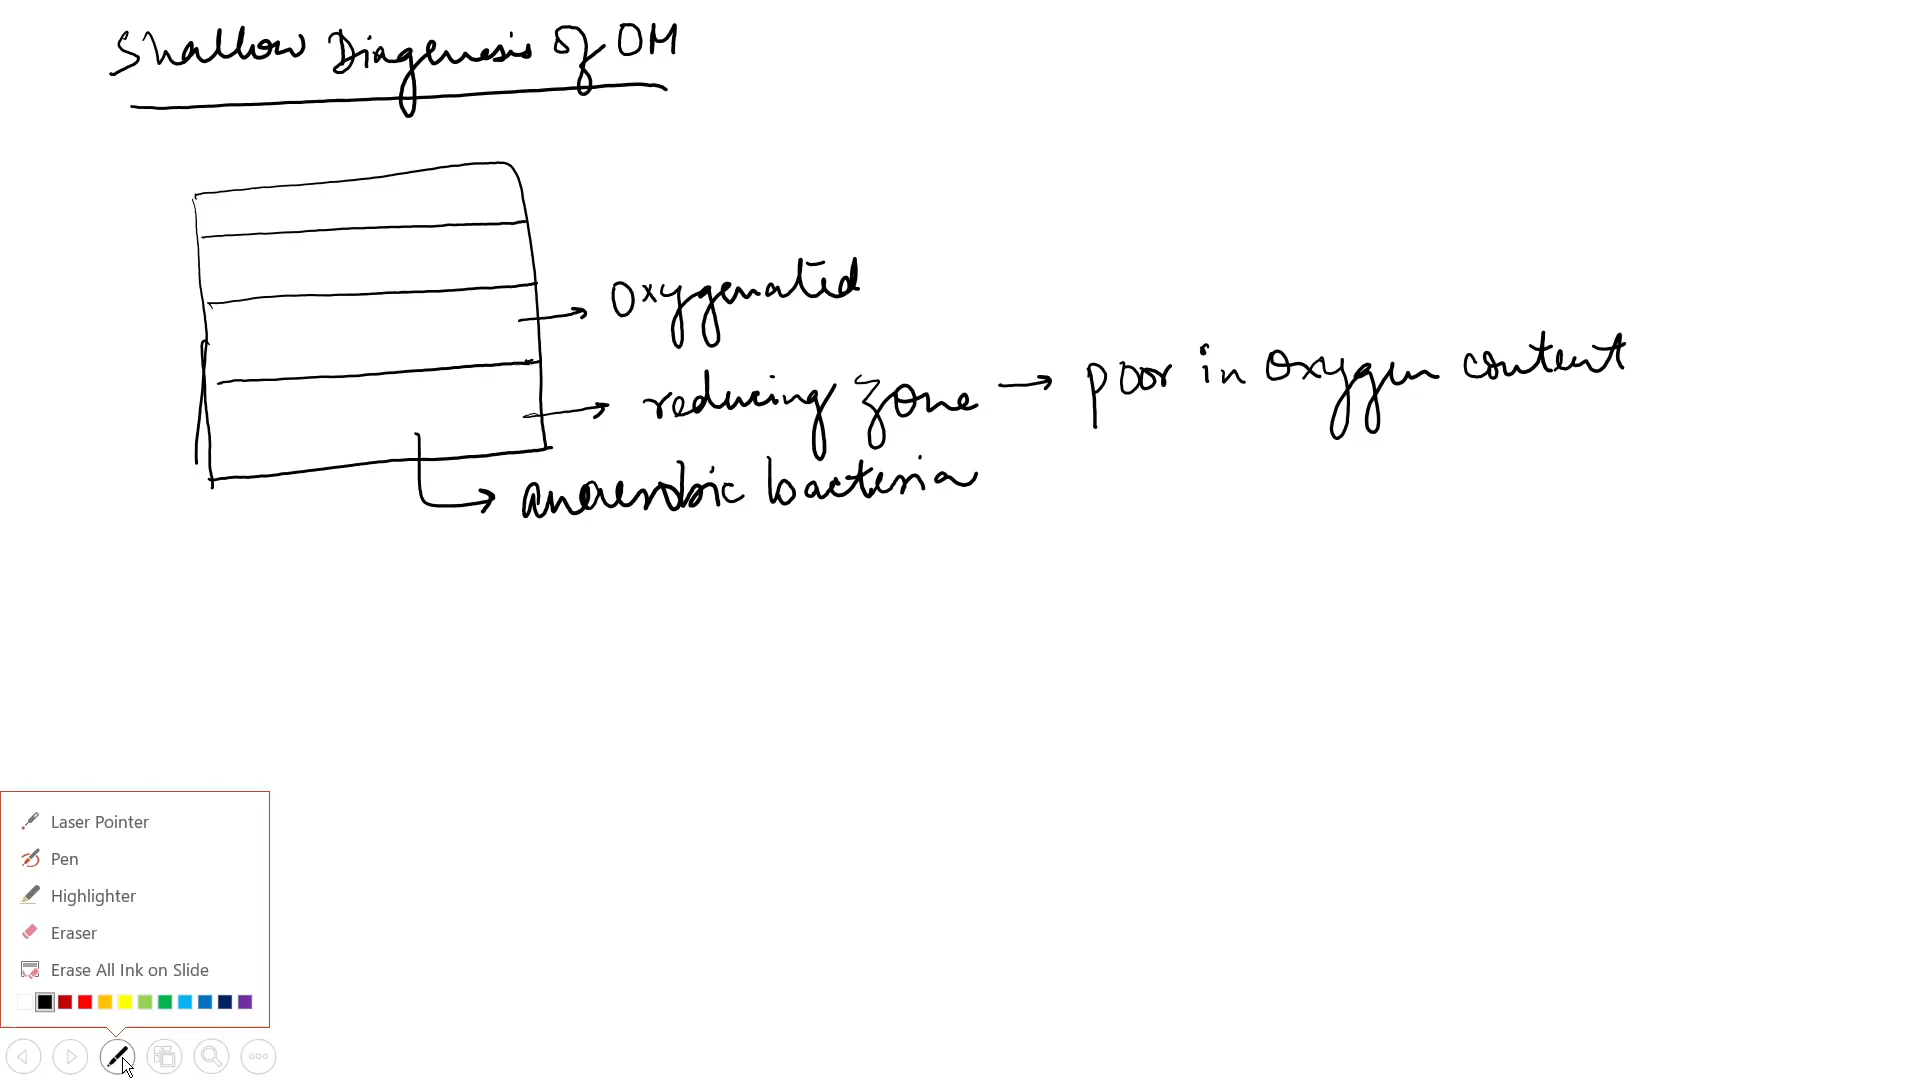 Shallow Diagenesis of OM
Oxygenated
reducing zone → poor in oxygen content
anaerobic bacteria
Laser Pointer
Pen
Highlighter
Eraser
Erase All Ink on Slide